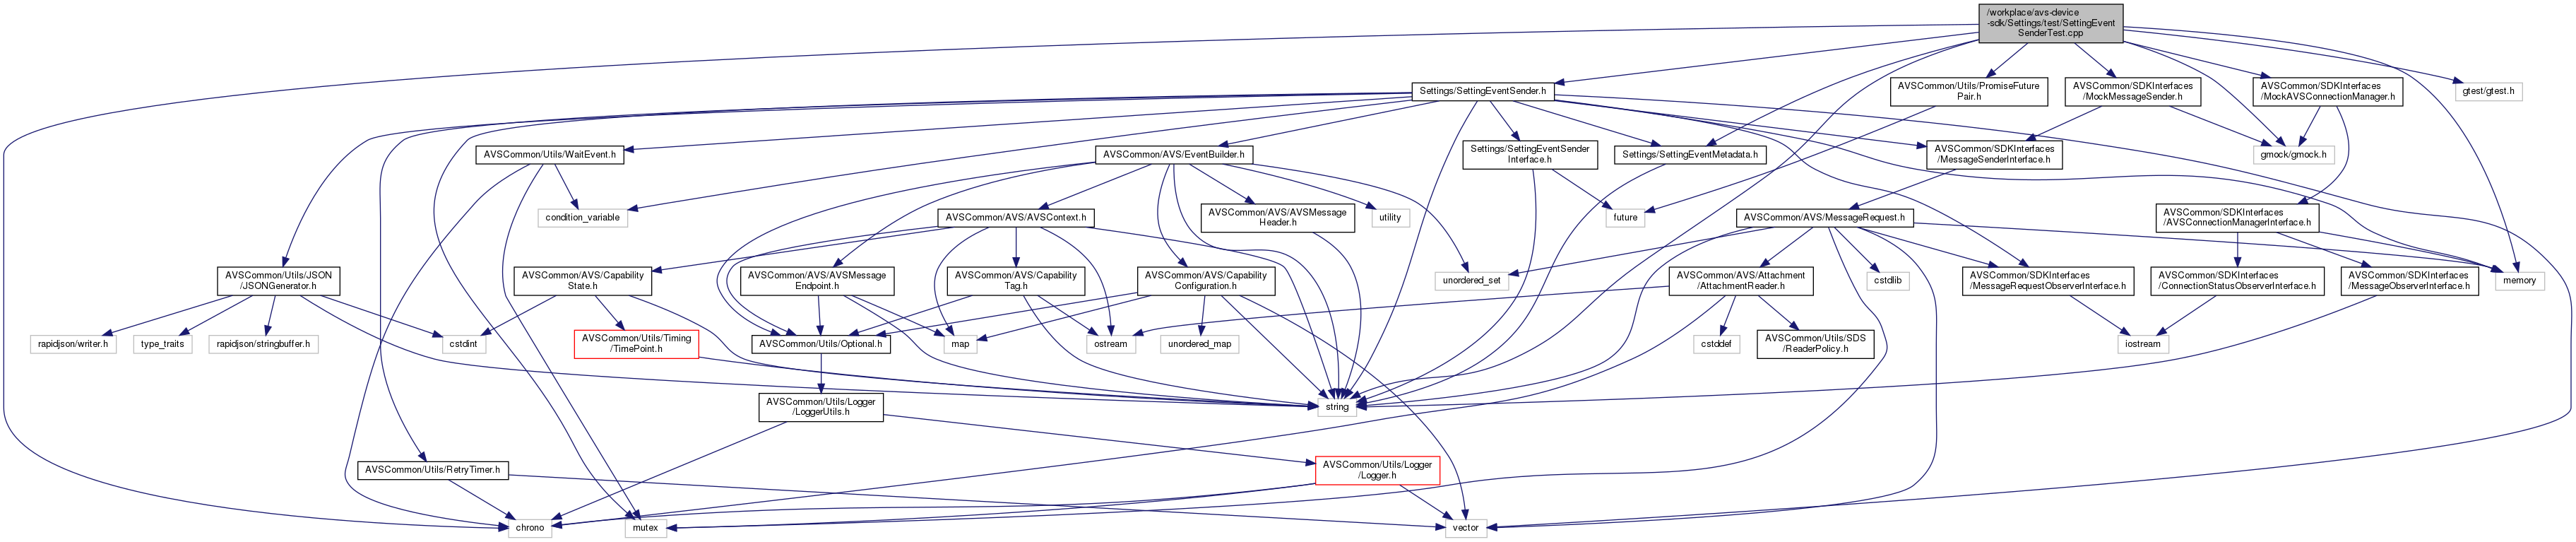 /workplace/avs-device
-sdk/Settings/test/SettingEvent
SenderTest.cpp
Settings/SettingEventSender.h
AVSCommon/Utils/PromiseFuture
Pair.h
AVSCommon/SDKInterfaces
/MockMessageSender.h
AVSCommon/SDKInterfaces
/MockAVSConnectionManager.h
gtest/gtest.h
AVSCommon/Utils/WaitEvent.h
AVSCommon/AVS/EventBuilder.h
Settings/SettingEventSender
Interface.h
Settings/SettingEventMetadata.h
AVSCommon/SDKInterfaces
/MessageSenderInterface.h
gmock/gmock.h
condition_variable
AVSCommon/AVS/AVSContext.h
AVSCommon/AVS/AVSMessage
Header.h
utility
future
AVSCommon/AVS/MessageRequest.h
AVSCommon/SDKInterfaces
/AVSConnectionManagerInterface.h
AVSCommon/Utils/JSON
/JSONGenerator.h
AVSCommon/AVS/Capability
State.h
AVSCommon/AVS/AVSMessage
Endpoint.h
AVSCommon/AVS/Capability
Tag.h
AVSCommon/AVS/Capability
Configuration.h
unordered_set
AVSCommon/AVS/Attachment
/AttachmentReader.h
cstdlib
AVSCommon/SDKInterfaces
/MessageRequestObserverInterface.h
AVSCommon/SDKInterfaces
/ConnectionStatusObserverInterface.h
AVSCommon/SDKInterfaces
/MessageObserverInterface.h
memory
rapidjson/writer.h
type_traits
rapidjson/stringbuffer.h
cstdint
AVSCommon/Utils/Timing
/TimePoint.h
AVSCommon/Utils/Optional.h
map
ostream
unordered_map
cstddef
AVSCommon/Utils/SDS
/ReaderPolicy.h
iostream
AVSCommon/Utils/Logger
/LoggerUtils.h
string
AVSCommon/Utils/RetryTimer.h
AVSCommon/Utils/Logger
/Logger.h
chrono
mutex
vector